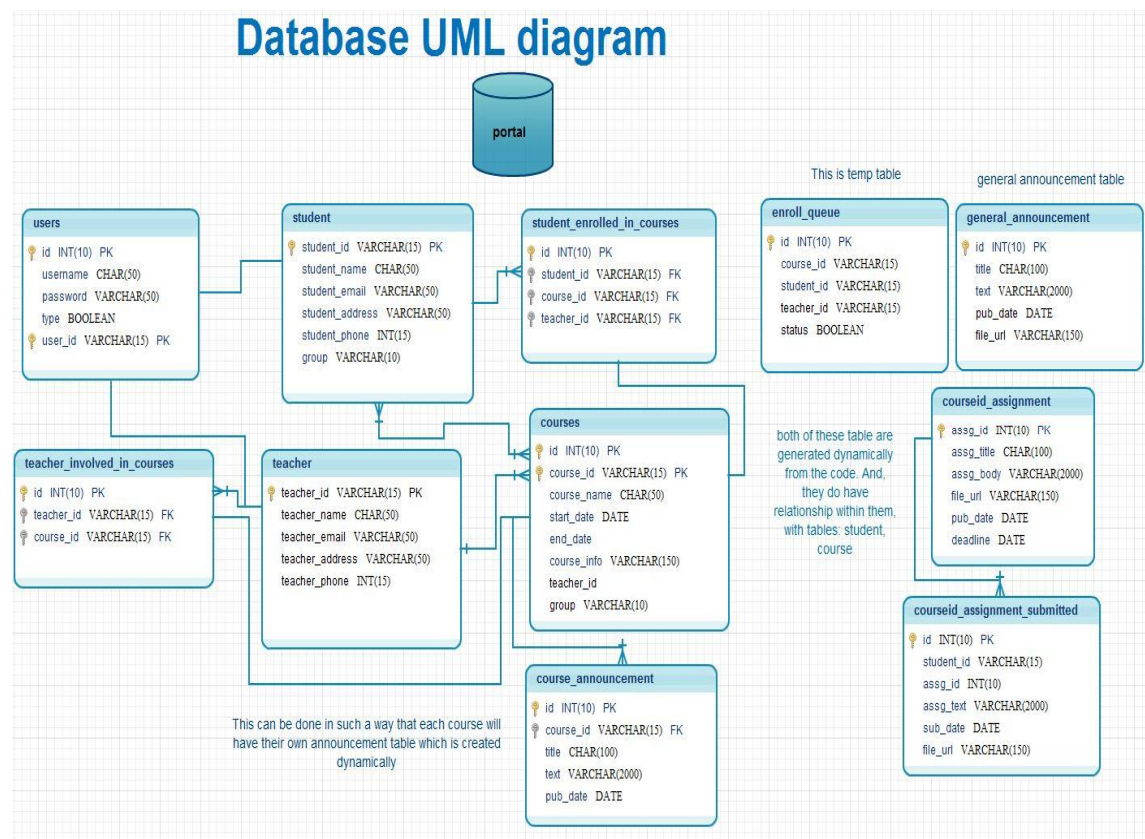 Database UML diagram
portal
This is temp table
general announcement table
users
id INT(10) PK
username CHAR(50)
password VARCHAR(50)
type BOOLEAN
user_id VARCHAR(15) PK
student
student_id VARCHAR(15) PK
student_name CHAR(50)
student_email VARCHAR(50)
student_address VARCHAR(50)
student_phone INT(15)
group VARCHAR(10)
student_enrolled_in_courses
id INT(10) PK
student_id VARCHAR(15) FK
course_id VARCHAR(15) FK
teacher_id VARCHAR(15) FK
enroll_queue
id INT(10) PK
course_id VARCHAR(15)
student_id VARCHAR(15)
teacher_id VARCHAR(15)
status BOOLEAN
general_announcement
id INT(10) PK
title CHAR(100)
text VARCHAR(2000)
pub_date DATE
file_url VARCHAR(150)
teacher_involved_in_courses
id INT(10) PK
teacher_id VARCHAR(15) FK
course_id VARCHAR(15) FK
teacher
teacher_id VARCHAR(15) PK
teacher_name CHAR(50)
teacher_email VARCHAR(50)
teacher_address VARCHAR(50)
teacher_phone INT(15)
courses
id INT(10) PK
course_id VARCHAR(15) PK
course_name CHAR(50)
start_date DATE
end_date
course_info VARCHAR(150)
teacher_id
group VARCHAR(10)
both of these table are
generated dynamically
from the code. And,
they do have
relationship within them,
with tables: student,
course
courseid_assignment
assg_id INT(10) PK
assg_title CHAR(100)
assg_body VARCHAR(2000)
file_url VARCHAR(150)
pub_date DATE
deadline DATE
courseid_assignment_submitted
id INT(10) PK
student_id VARCHAR(15)
assg_id INT(10)
assg_text VARCHAR(2000)
sub_date DATE
file_url VARCHAR(150)
course_announcement
id INT(10) PK
course_id VARCHAR(15) FK
title CHAR(100)
text VARCHAR(2000)
pub_date DATE
This can be done in such a way that each course will
have their own announcement table which is created
dynamically